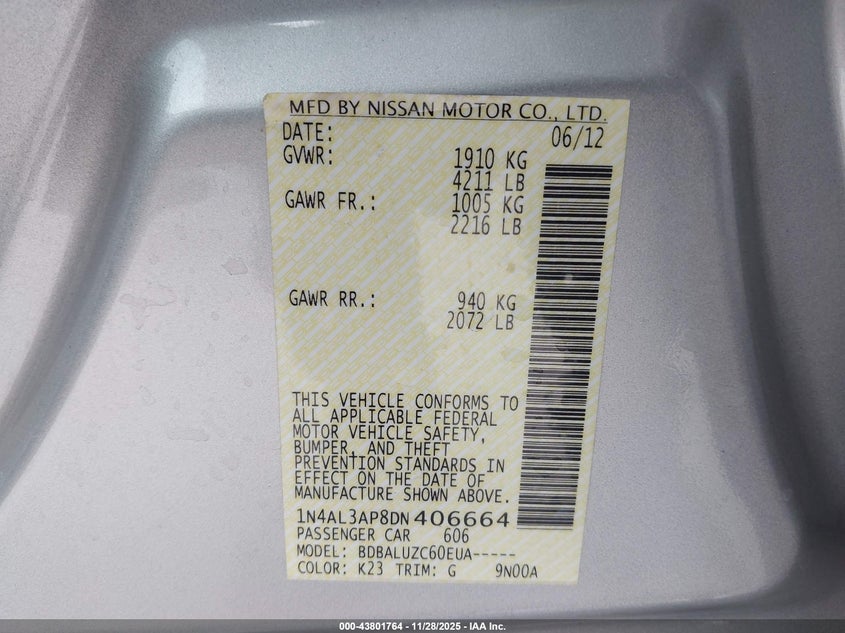 MFD BY NISSAN MOTOR CO., LTD.
DATE: 06/12
GVWR: 1910 KG
4211 LB
GAWR FR.: 1005 KG
2216 LB
GAWR RR.: 940 KG
2072 LB
THIS VEHICLE CONFORMS TO
ALL APPLICABLE FEDERAL
MOTOR VEHICLE SAFETY,
BUMPER, AND THEFT
PREVENTION STANDARDS IN
EFFECT ON THE DATE OF
MANUFACTURE SHOWN ABOVE.
1N4AL3AP8DN 406664
PASSENGER CAR 606
MODEL: BDBALUZC60EUA-----
COLOR: K23 TRIM: G 9N00A
000-43801764 - 11/28/2025 - IAA Inc.